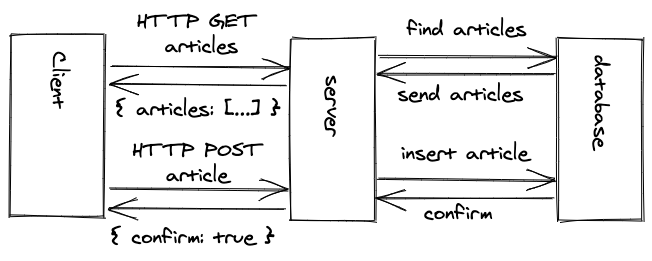 Client
HTTP GET
articles
{ articles: [...] }
HTTP POST
article
{ confirm: true }
server
find articles
send articles
insert article
confirm
database